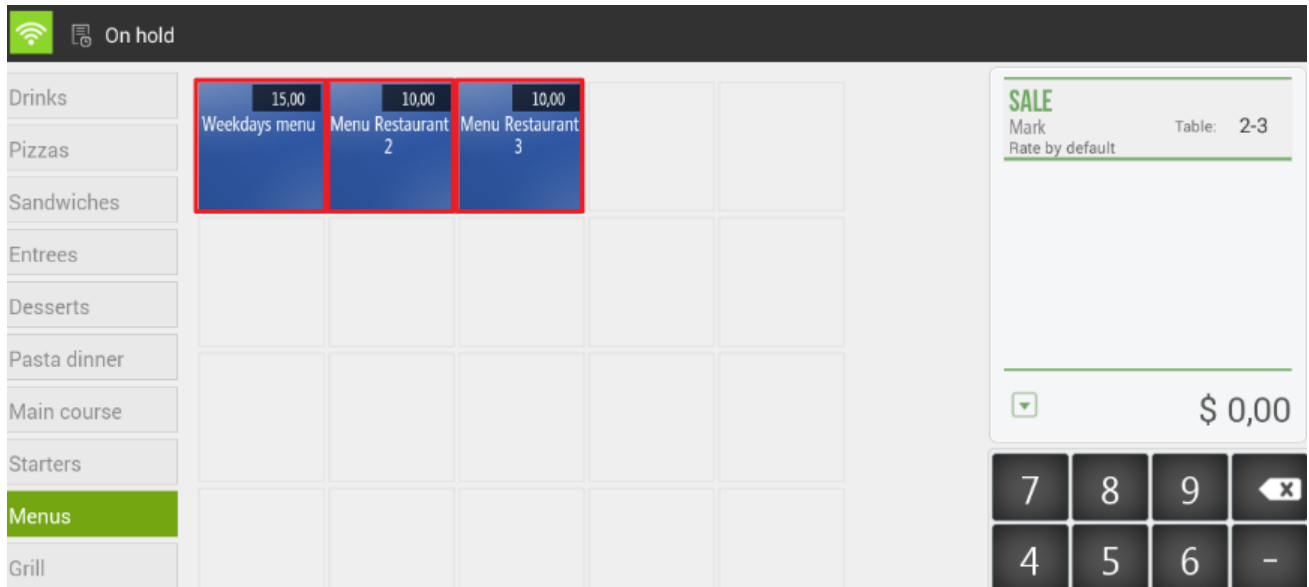 On hold
Drinks
Pizzas
Sandwiches
Entrees
Desserts
Pasta dinner
Main course
Starters
Menus
Grill
15,00
Weekdays menu
10,00
Menu Restaurant
2
10,00
Menu Restaurant
3
SALE
Mark Table: 2-3
Rate by default
$ 0,00
7 8 9 x
4 5 6 -